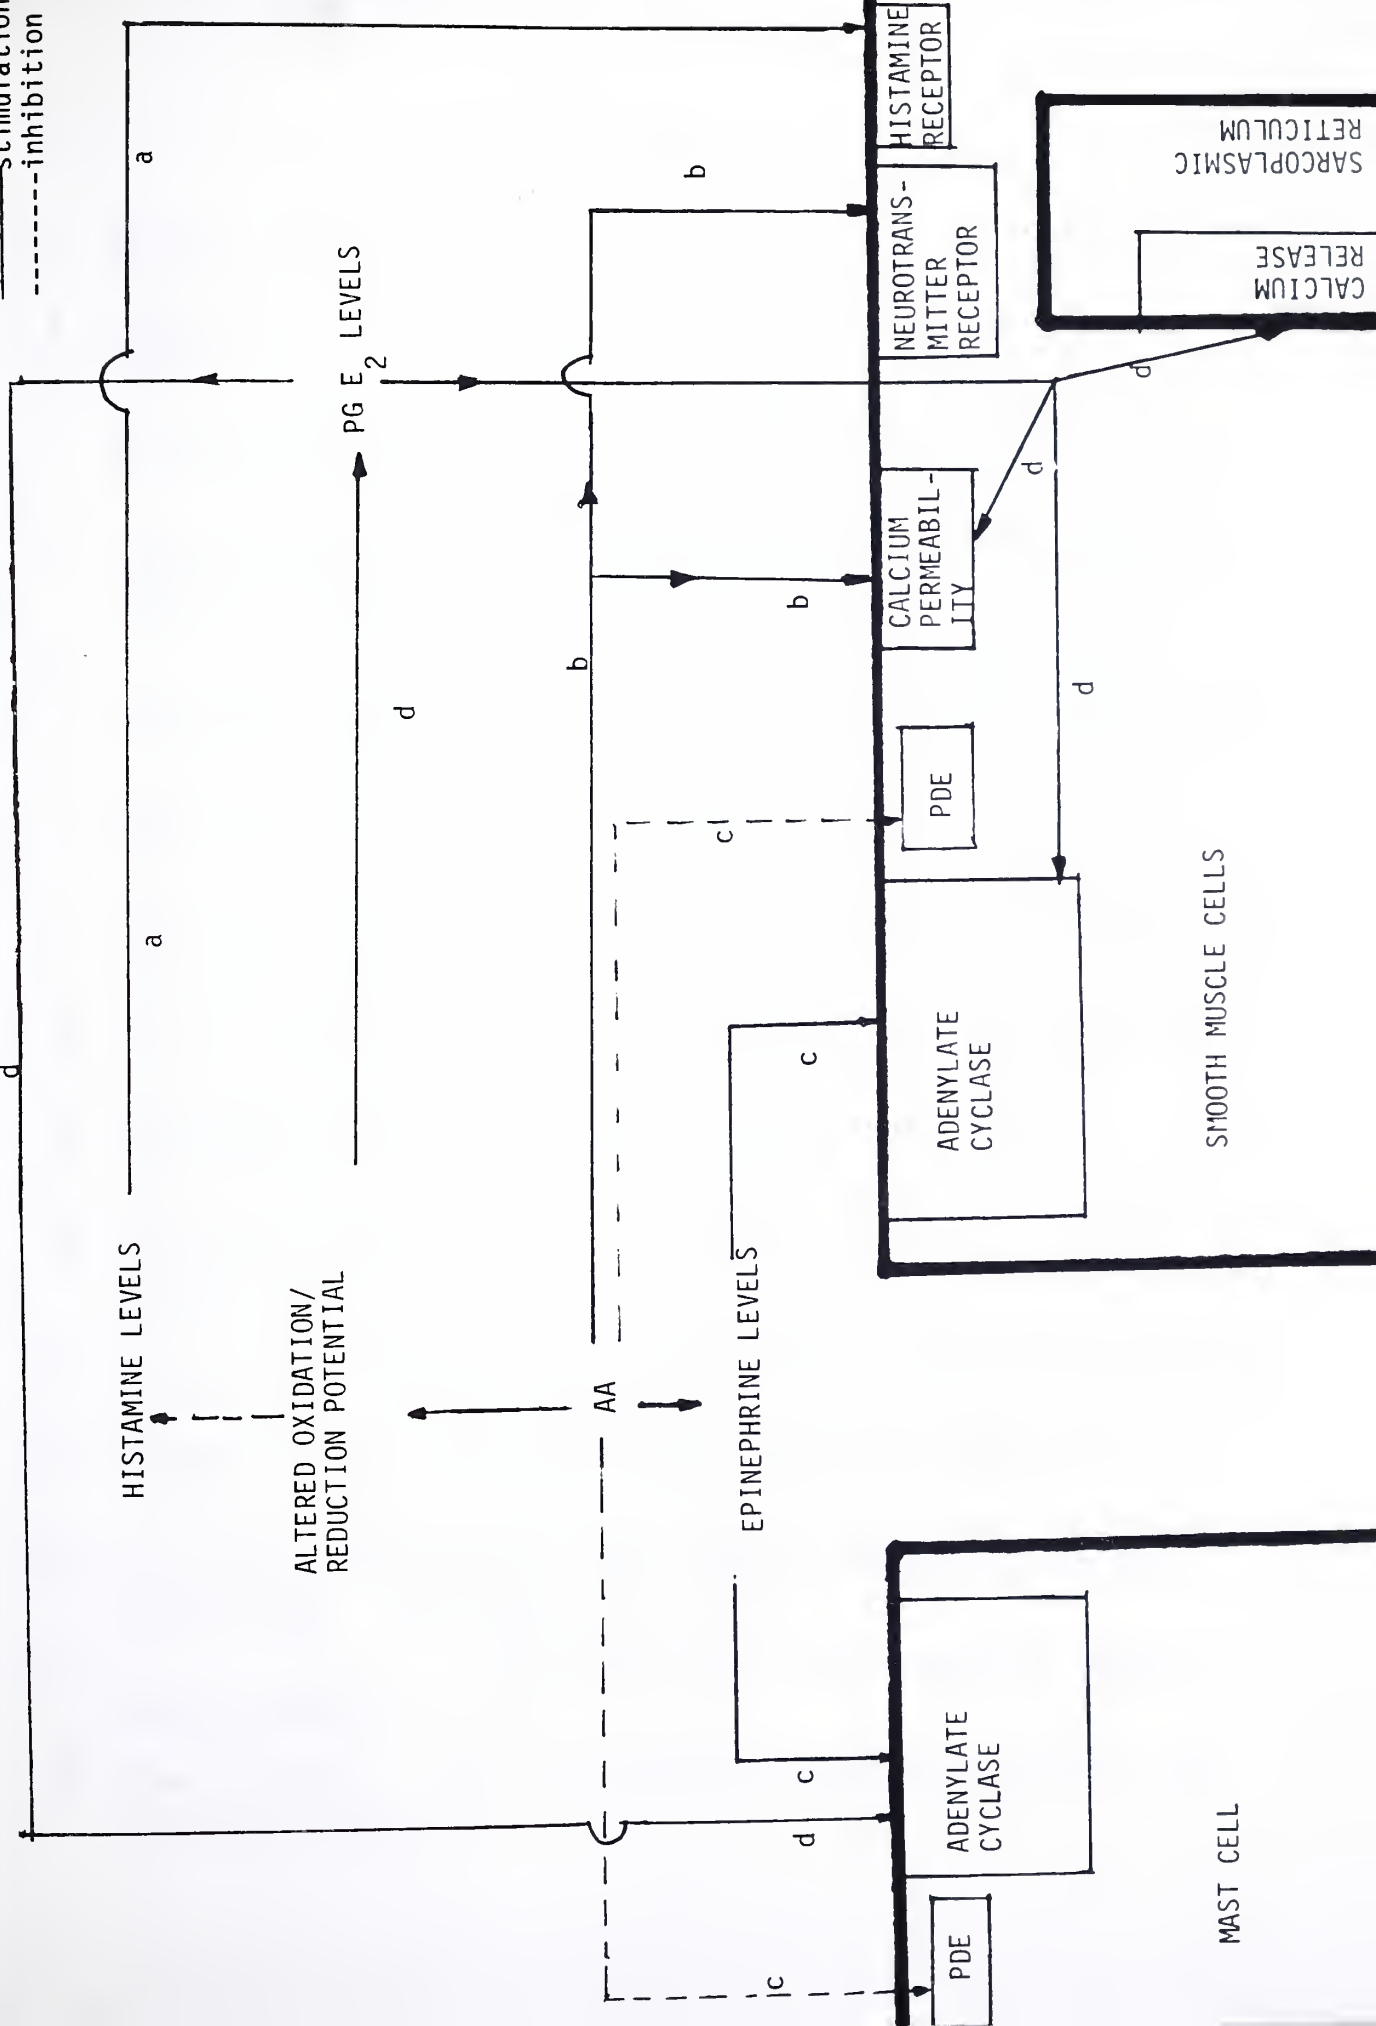 stimulation
--------inhibition
d
HISTAMINE LEVELS
a
a
ALTERED OXIDATION/
REDUCTION POTENTIAL
d
PG E2 LEVELS
AA
b
b
b
c
c
EPINEPHRINE LEVELS
c
c
d
PDE
ADENYLATE
CYCLASE
MAST CELL
ADENYLATE
CYCLASE
PDE
CALCIUM
PERMEABIL-
ITY
NEUROTRANS-
MITTER
RECEPTOR
HISTAMINE
RECEPTOR
d
d
d
SMOOTH MUSCLE CELLS
CALCIUM
RELEASE
SARCOPLASMIC
RETICULUM